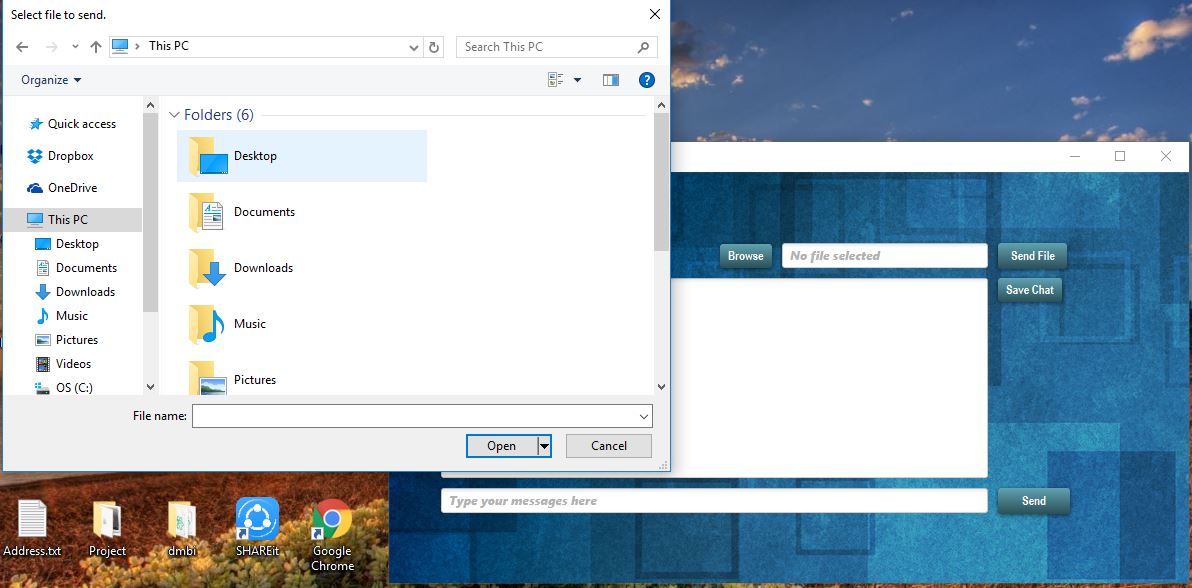 Select file to send.
This PC
Search This PC
Organize
Quick access
Dropbox
OneDrive
This PC
Desktop
Documents
Downloads
Music
Pictures
Videos
OS (C:)
Folders (6)
Desktop
Documents
Downloads
Music
Pictures
File name:
Open
Cancel
Browse
No file selected
Send File
Save Chat
Type your messages here
Send
Address.txt
Project
dmbi
SHAREit
Google
Chrome